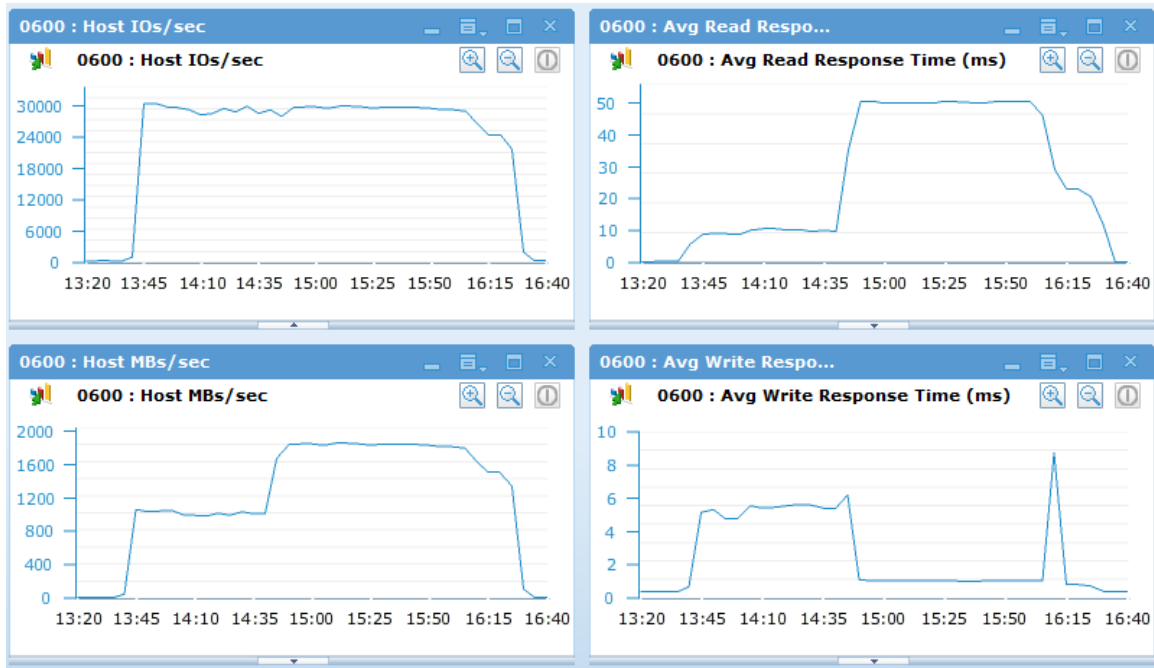 0600 : Host IOs/sec
0600 : Host IOs/sec
30000
24000
18000
12000
6000
0
13:20 13:45 14:10 14:35 15:00 15:25 15:50 16:15 16:40
0600 : Avg Read Respo...
0600 : Avg Read Response Time (ms)
50
40
30
20
10
0
13:20 13:45 14:10 14:35 15:00 15:25 15:50 16:15 16:40
0600 : Host MBs/sec
0600 : Host MBs/sec
2000
1600
1200
800
400
0
13:20 13:45 14:10 14:35 15:00 15:25 15:50 16:15 16:40
0600 : Avg Write Respo...
0600 : Avg Write Response Time (ms)
10
8
6
4
2
0
13:20 13:45 14:10 14:35 15:00 15:25 15:50 16:15 16:40